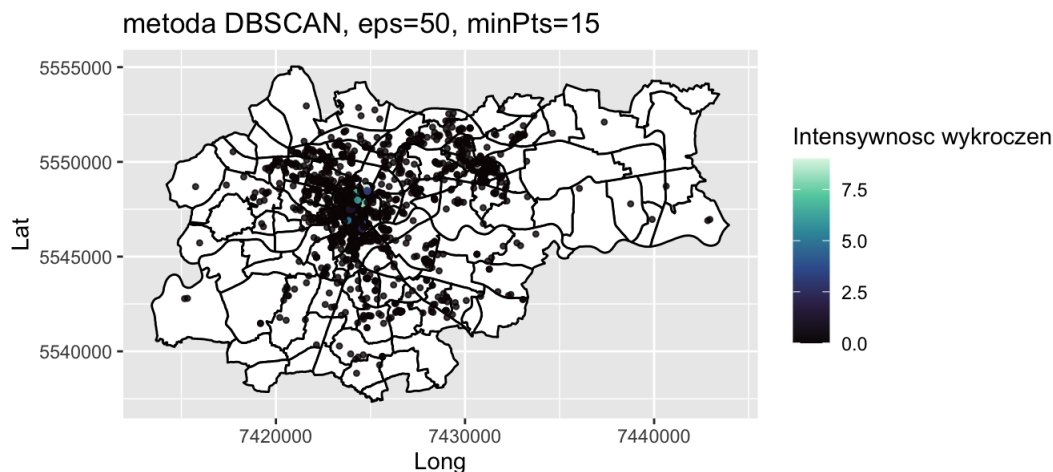 metoda DBSCAN, eps=50, minPts=15
5555000
5550000
5545000
5540000
Lat
7420000 7430000 7440000
Long
Intensywnosc wykroczen
7.5
5.0
2.5
0.0